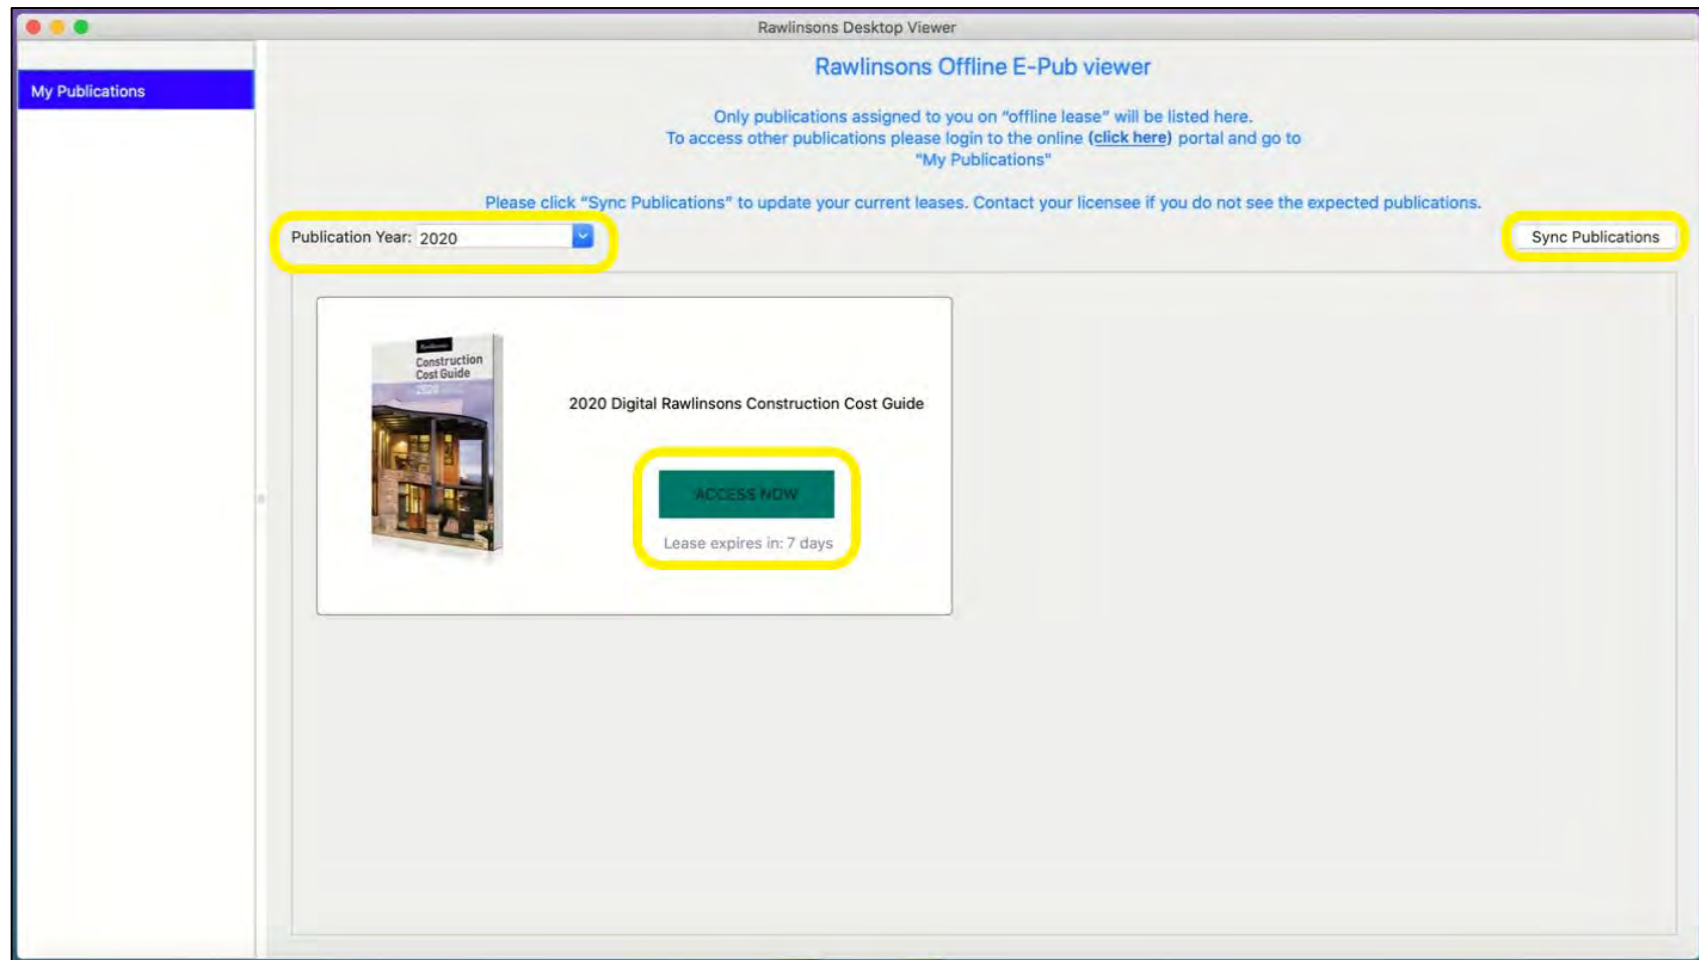 Rawlinsons Desktop Viewer
My Publications
Rawlinsons Offline E-Pub viewer
Only publications assigned to you on "offline lease" will be listed here.
To access other publications please login to the online (click here) portal and go to
"My Publications"
Please click "Sync Publications" to update your current leases. Contact your licensee if you do not see the expected publications.
Publication Year: 2020
Sync Publications
Rawlinsons
Construction
Cost Guide
2020
2020 Digital Rawlinsons Construction Cost Guide
ACCESS NOW
Lease expires in: 7 days